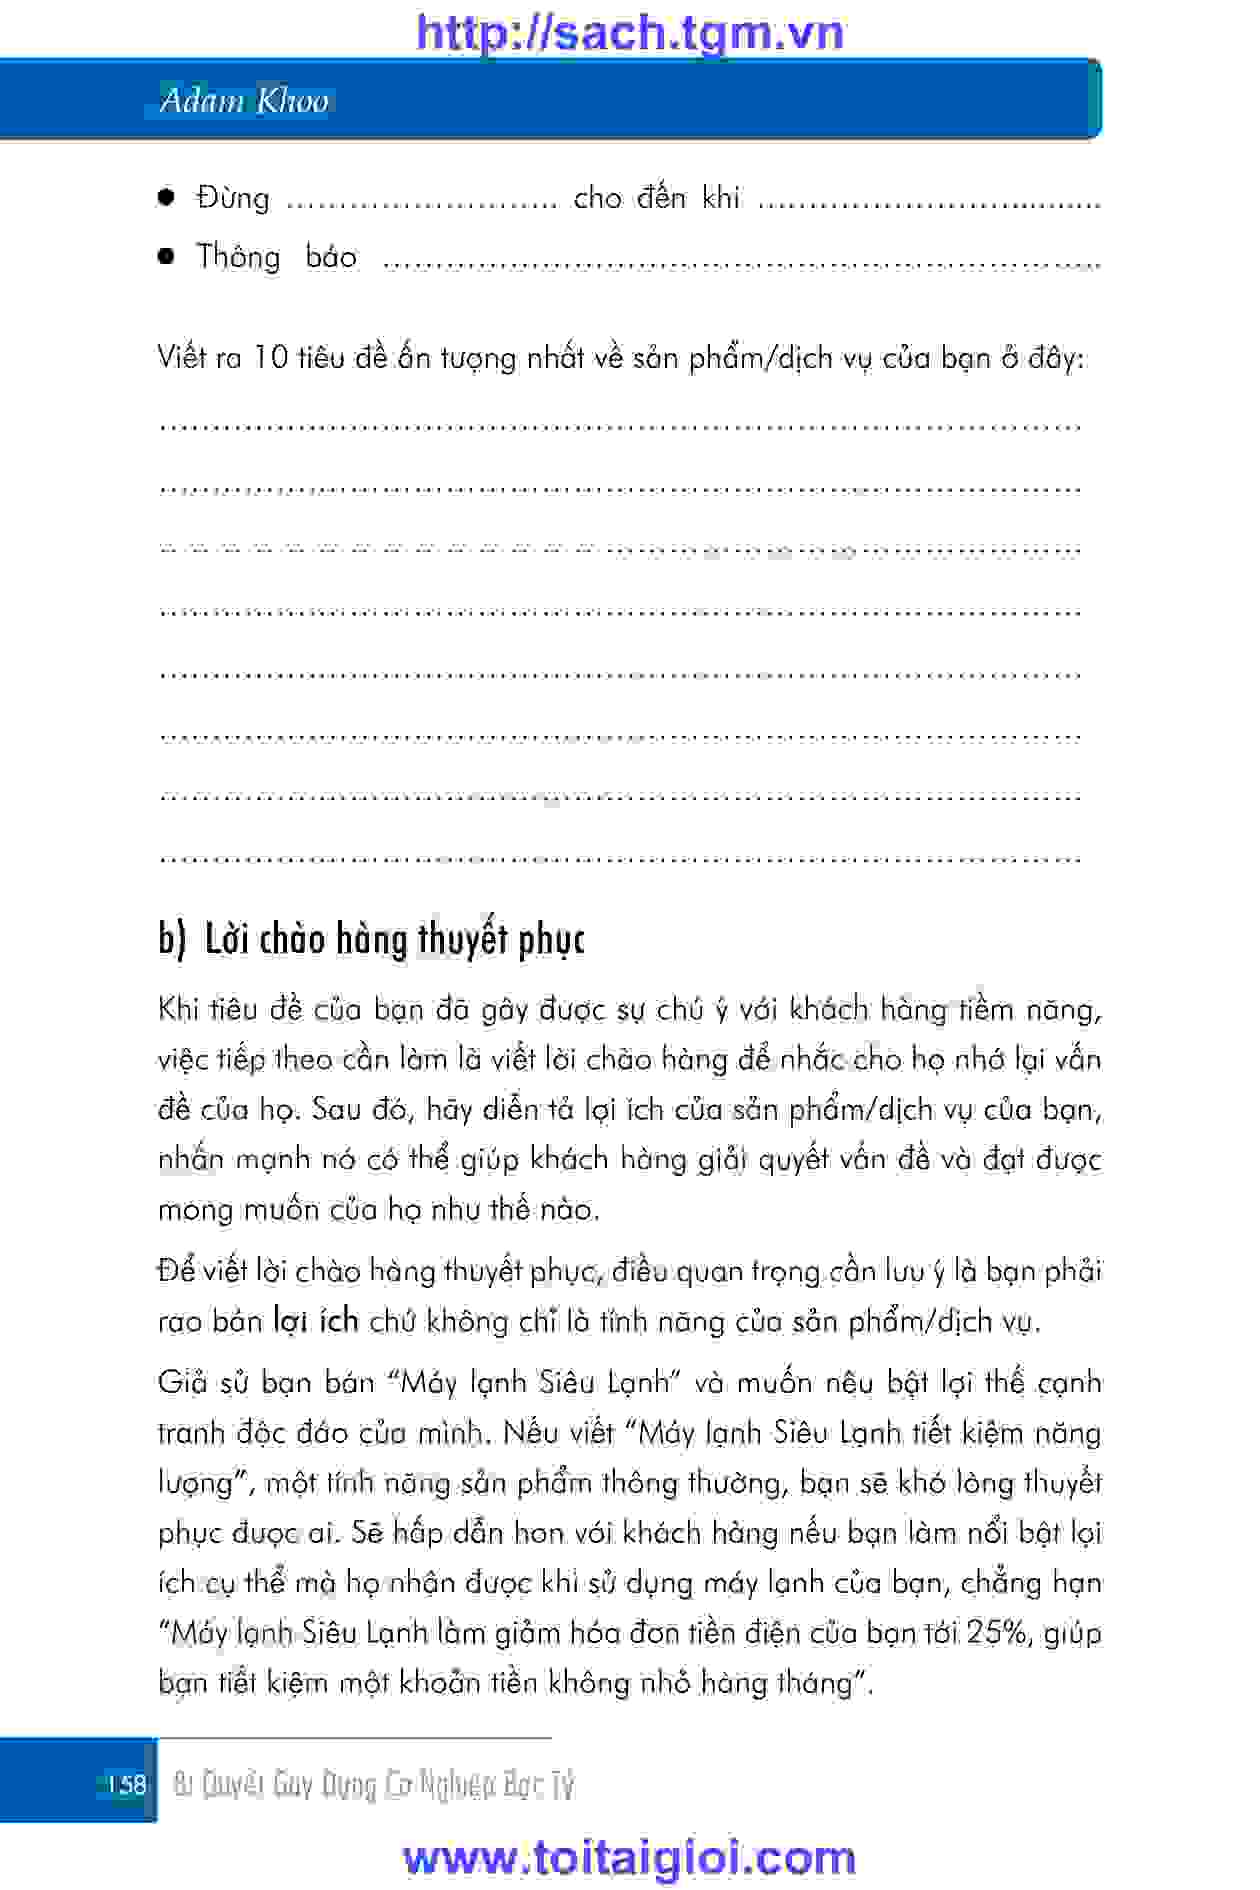 http://sach.tgm.vn
Adam Khoo
● Đừng ........................... cho đến khi ..................................
● Thông báo ......................................................................
Viết ra 10 tiêu đề ấn tượng nhất về sản phẩm/dịch vụ của bạn ở đây:
..........................................................................................
..........................................................................................
..........................................................................................
..........................................................................................
..........................................................................................
..........................................................................................
..........................................................................................
..........................................................................................
b) Lời chào hàng thuyết phục
Khi tiêu đề của bạn đã gây được sự chú ý với khách hàng tiềm năng,
việc tiếp theo cần làm là viết lời chào hàng để nhắc cho họ nhớ lại vấn
đề của họ. Sau đó, hãy diễn tả lợi ích của sản phẩm/dịch vụ của bạn,
nhấn mạnh nó có thể giúp khách hàng giải quyết vấn đề và đạt được
mong muốn của họ như thế nào.
Để viết lời chào hàng thuyết phục, điều quan trọng cần lưu ý là bạn phải
rao bán lợi ích chứ không chỉ là tính năng của sản phẩm/dịch vụ.
Giả sử bạn bán “Máy lạnh Siêu Lạnh” và muốn nêu bật lợi thế cạnh
tranh độc đáo của mình. Nếu viết “Máy lạnh Siêu Lạnh tiết kiệm năng
lượng”, một tính năng sản phẩm thông thường, bạn sẽ khó lòng thuyết
phục được ai. Sẽ hấp dẫn hơn với khách hàng nếu bạn làm nổi bật lợi
ích cụ thể mà họ nhận được khi sử dụng máy lạnh của bạn, chẳng hạn
“Máy lạnh Siêu Lạnh làm giảm hóa đơn tiền điện của bạn tới 25%, giúp
bạn tiết kiệm một khoản tiền không nhỏ hàng tháng”.
158 Bí Quyết Gây Dựng Cơ Nghiệp Bạc Tỷ
www.toitaigioi.com